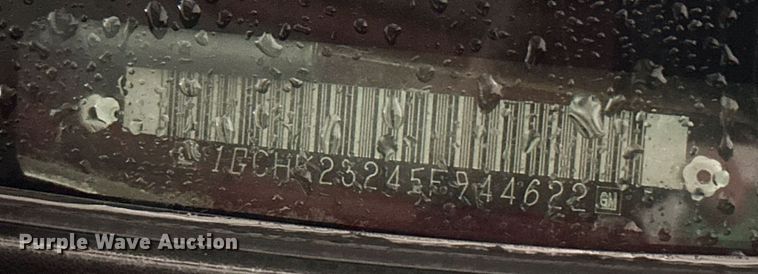 1GCHK23245F944622 GM
Purple Wave Auction